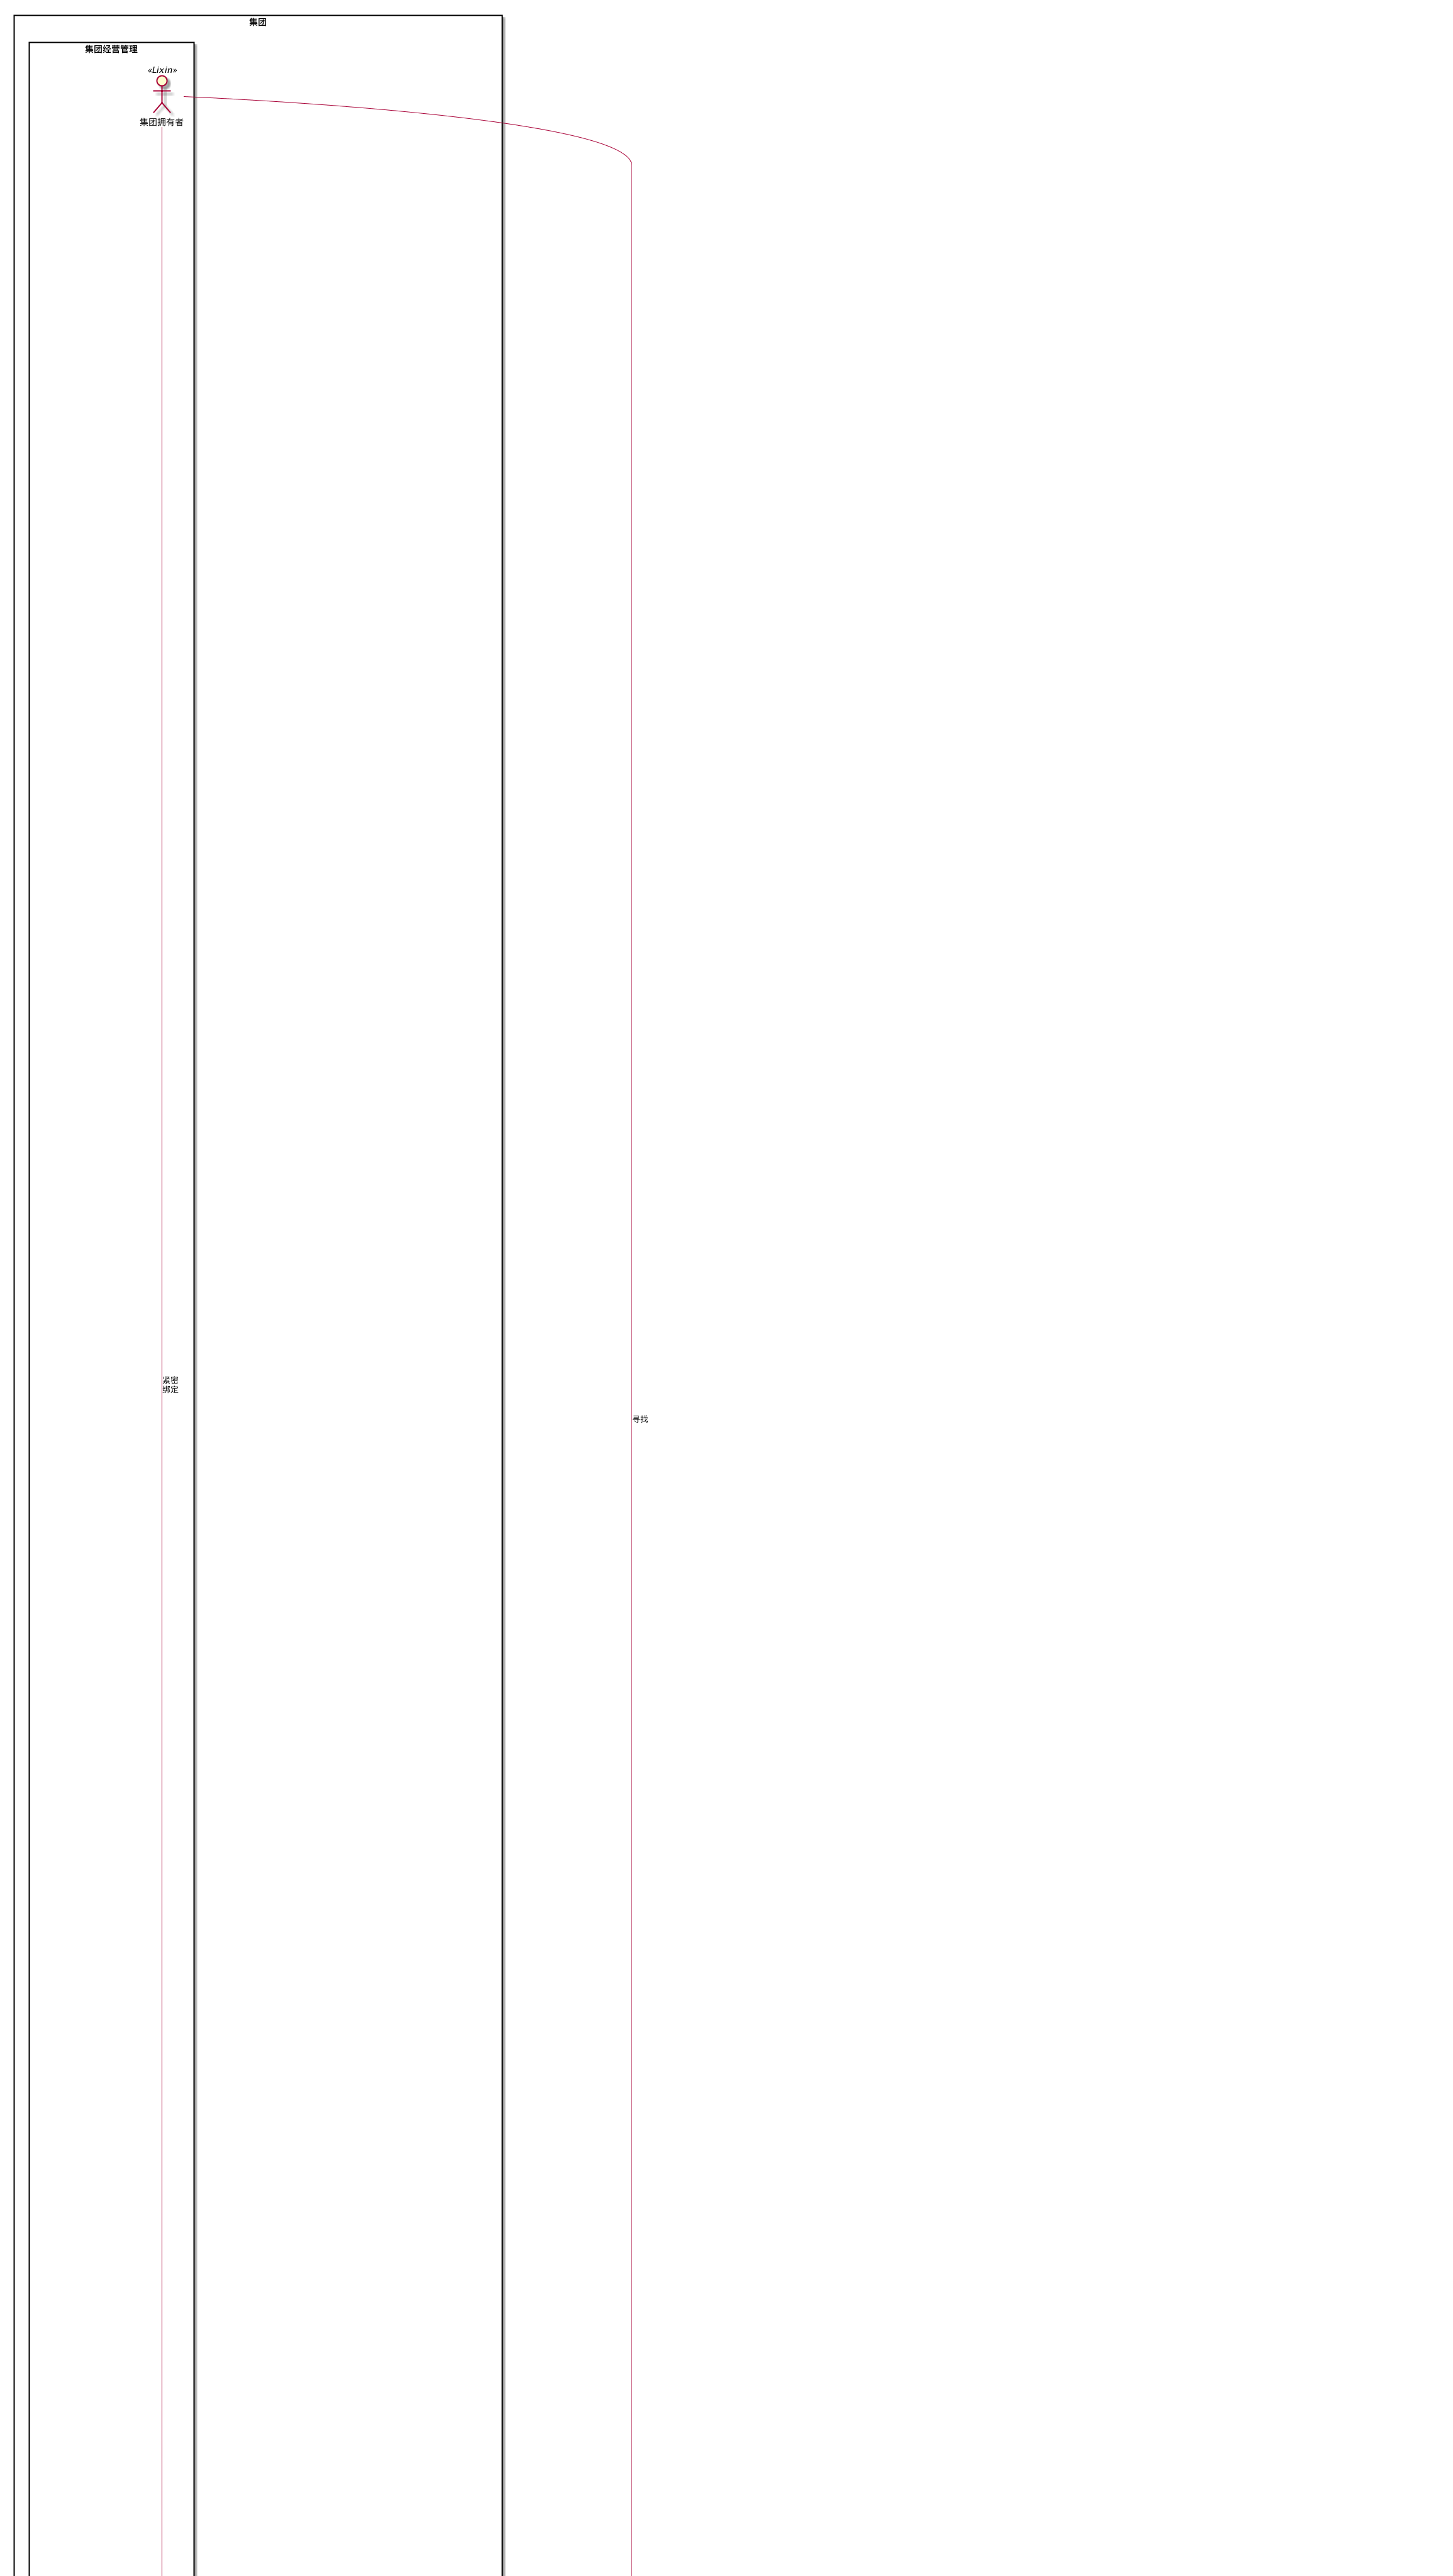 集团
集团经营管理
«Lixin»
集团拥有者
紧密
绑定
寻找